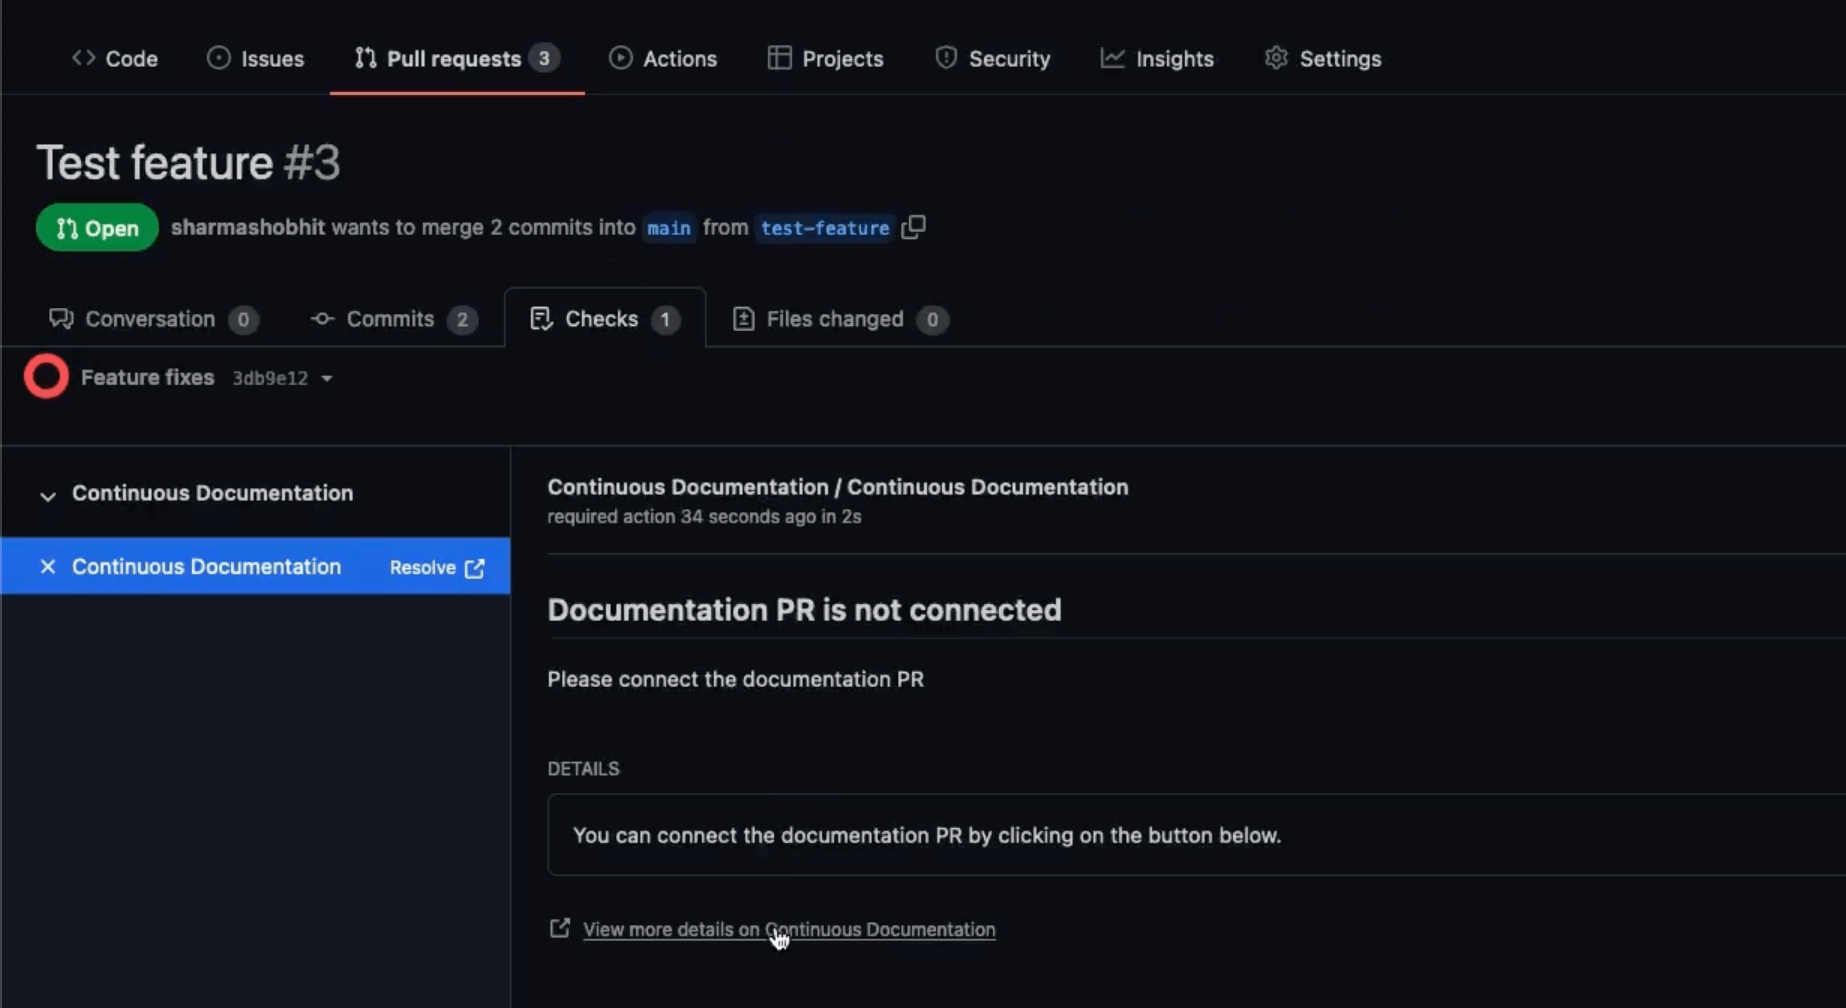 Code Issues Pull requests 3 Actions Projects Security Insights Settings
Test feature #3
Open sharmashobhit wants to merge 2 commits into main from test-feature
Conversation 0 Commits 2 Checks 1 Files changed 0
Feature fixes 3db9e12
Continuous Documentation
Continuous Documentation Resolve
Continuous Documentation / Continuous Documentation
required action 34 seconds ago in 2s
Documentation PR is not connected
Please connect the documentation PR
DETAILS
You can connect the documentation PR by clicking on the button below.
View more details on Continuous Documentation